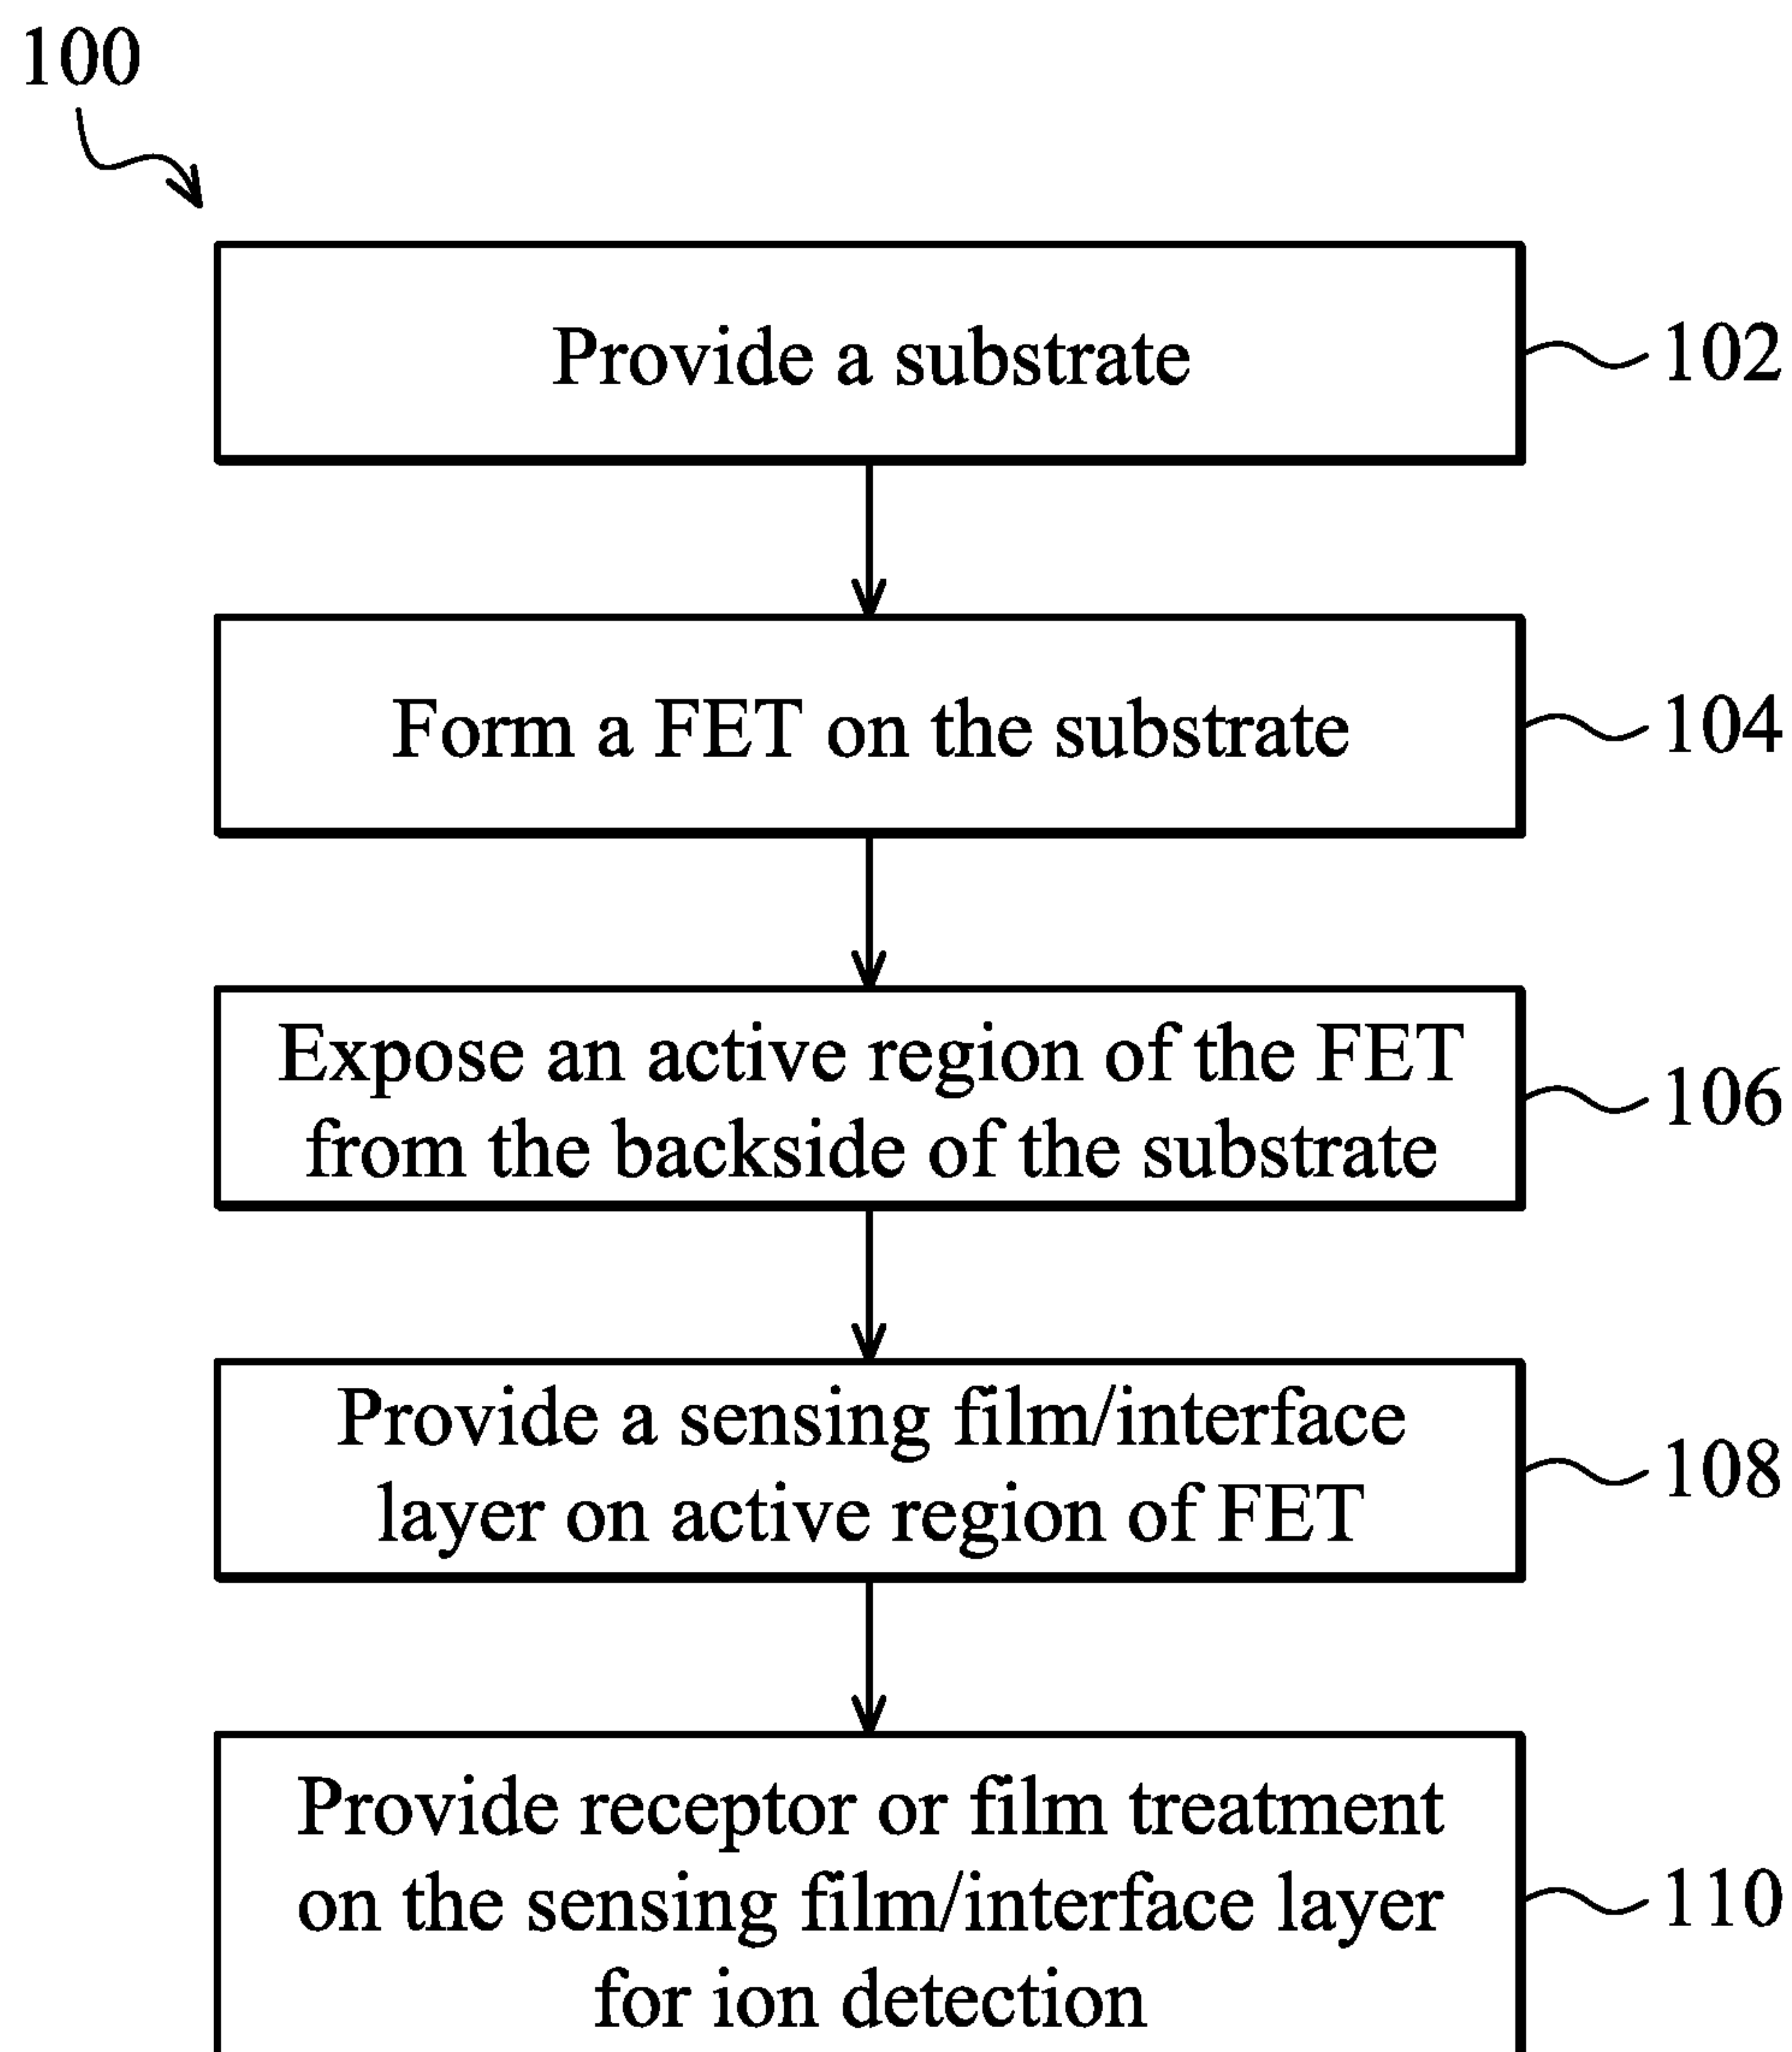 100
Provide a substrate
102
Form a FET on the substrate
104
Expose an active region of the FET
from the backside of the substrate
106
Provide a sensing film/interface
layer on active region of FET
108
Provide receptor or film treatment
on the sensing film/interface layer
for ion detection
110